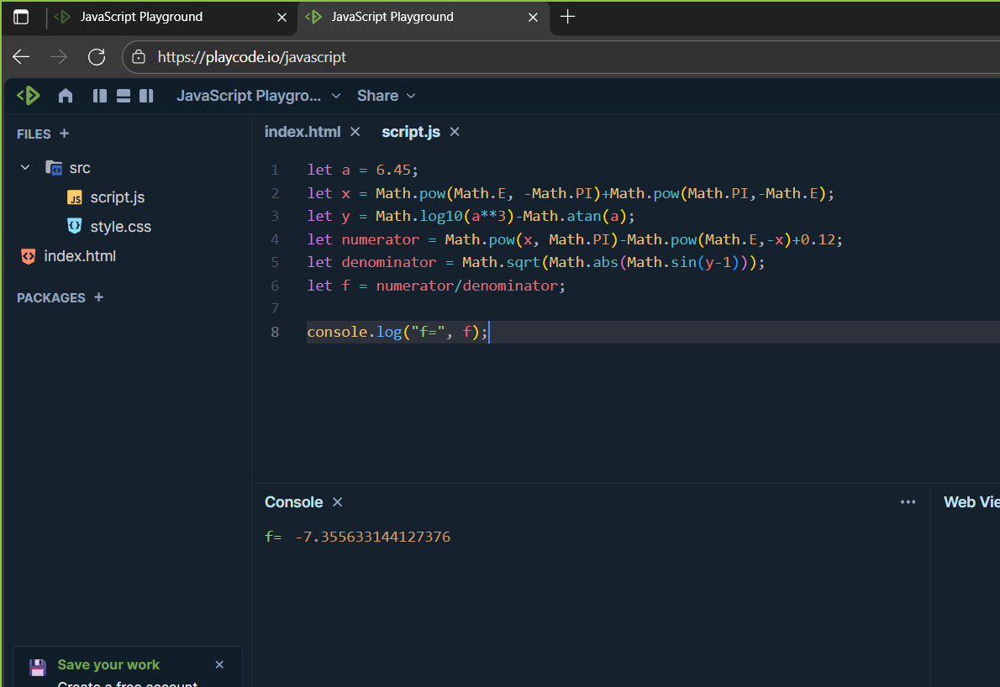 JavaScript Playground
JavaScript Playground
https://playcode.io/javascript
JavaScript Playgro...
Share
FILES +
src
script.js
style.css
index.html
PACKAGES +
index.html
script.js
1 let a = 6.45;
2 let x = Math.pow(Math.E, -Math.PI)+Math.pow(Math.PI,-Math.E);
3 let y = Math.log10(a**3)-Math.atan(a);
4 let numerator = Math.pow(x, Math.PI)-Math.pow(Math.E,-x)+0.12;
5 let denominator = Math.sqrt(Math.abs(Math.sin(y-1)));
6 let f = numerator/denominator;
7
8 console.log("f=", f);
Console
f= -7.355633144127376
Web Vie
Save your work
Create a free account